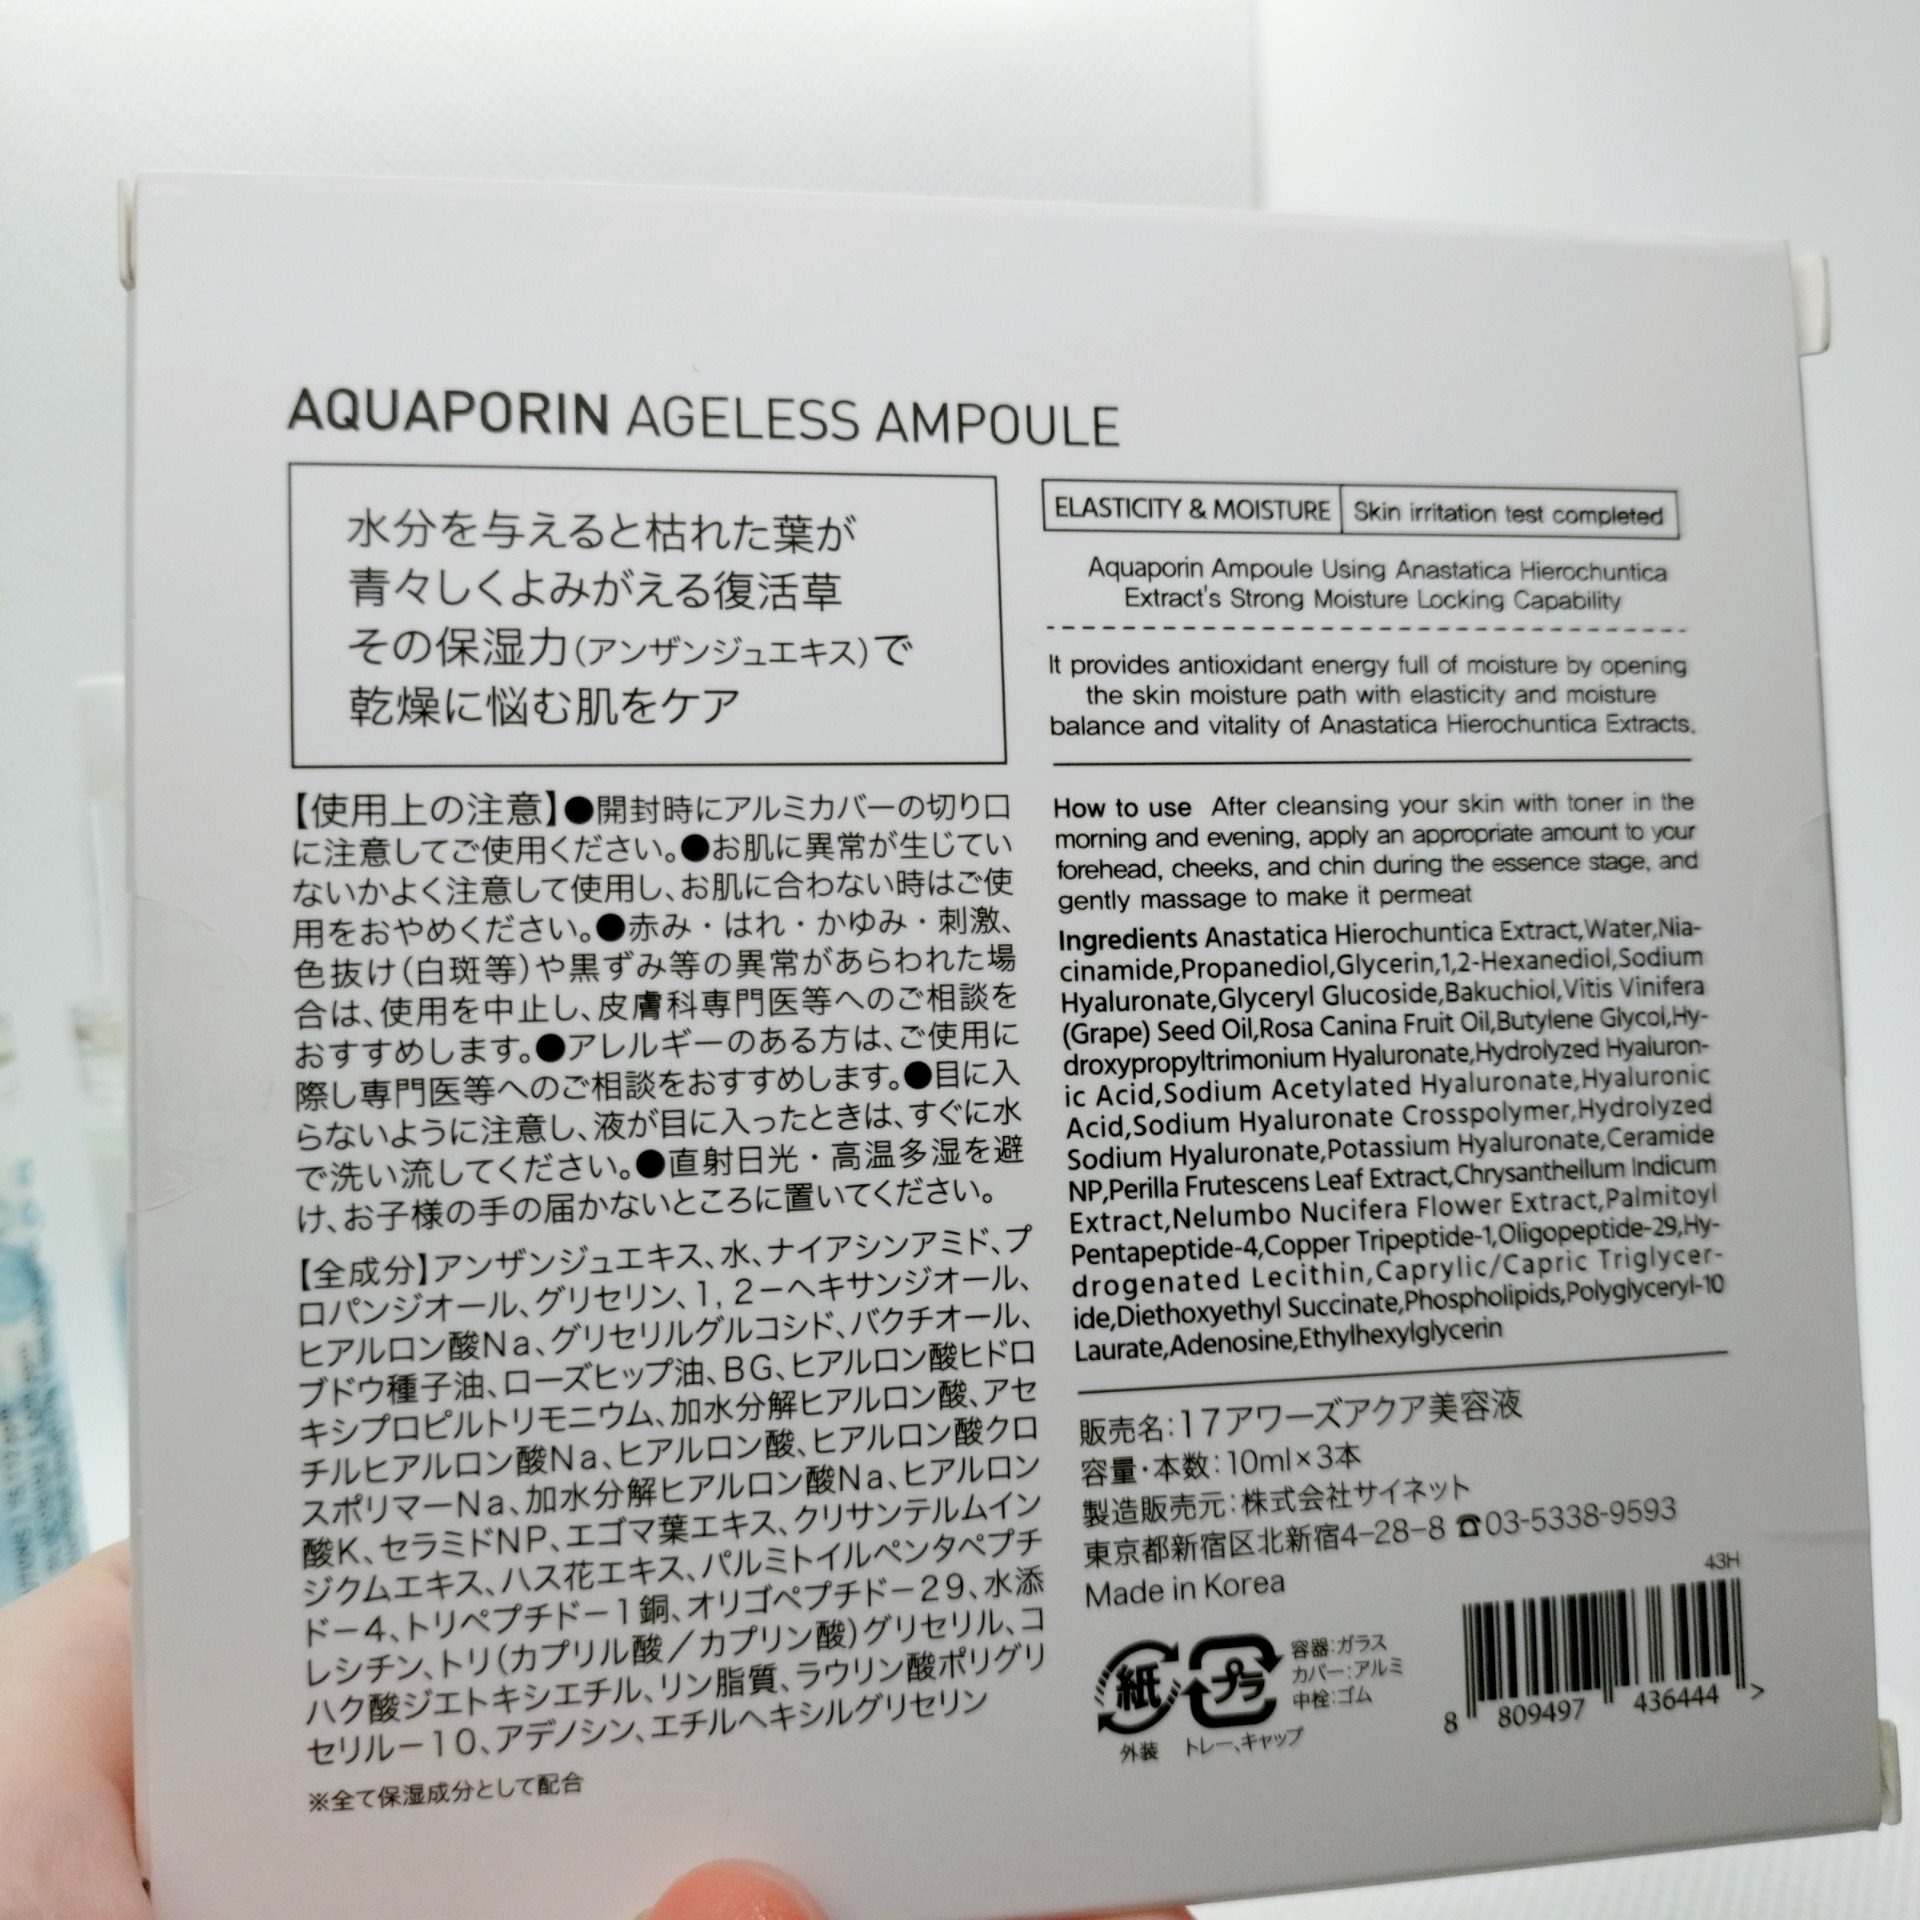 AQUAPORIN AGELESS AMPOULE
水分を与えると枯れた葉が
青々しくよみがえる復活草
その保湿力(アンザンジュエキス)で
乾燥に悩む肌をケア
【使用上の注意】●開封時にアルミカバーの切り口
に注意してご使用ください。●お肌に異常が生じてい
ないかよく注意して使用し、お肌に合わない時はご使
用をおやめください。●赤み・はれ・かゆみ・刺激、
色抜け(白斑等)や黒ずみ等の異常があらわれた場
合は、使用を中止し、皮膚科専門医等へのご相談を
おすすめします。●アレルギーのある方は、ご使用に
際し専門医等へのご相談をおすすめします。●目に入
らないように注意し、液が目に入ったときは、すぐに水
で洗い流してください。●直射日光・高温多湿を避
け、お子様の手の届かないところに置いてください。
【全成分】アンザンジュエキス、水、ナイアシンアミド、プ
ロパンジオール、グリセリン、1,2-ヘキサンジオール、
ヒアルロン酸Na、グリセリルグルコシド、バクチオール、
ブドウ種子油、ローズヒップ油、BG、ヒアルロン酸ヒドロ
キシプロピルトリモニウム、加水分解ヒアルロン酸、アセ
チルヒアルロン酸Na、ヒアルロン酸、ヒアルロン酸クロ
スポリマーNa、加水分解ヒアルロン酸Na、ヒアルロン
酸K、セラミドNP、エゴマ葉エキス、クリサンテルムイン
ジクムエキス、ハス花エキス、パルミトイルペンタペプチ
ド-4、トリペプチド-1銅、オリゴペプチド-29、水添
レシチン、トリ(カプリル酸/カプリン酸)グリセリル、コ
ハク酸ジエトキシエチル、リン脂質、ラウリン酸ポリグリ
セリル-10、アデノシン、エチルヘキシルグリセリン
※全て保湿成分として配合
ELASTICITY & MOISTURE Skin irritation test completed
Aquaporin Ampoule Using Anastatica Hierochuntica
Extract's Strong Moisture Locking Capability
It provides antioxidant energy full of moisture by opening
the skin moisture path with elasticity and moisture
balance and vitality of Anastatica Hierochuntica Extracts.
How to use After cleansing your skin with toner in the
morning and evening, apply an appropriate amount to your
forehead, cheeks, and chin during the essence stage, and
gently massage to make it permeat
Ingredients Anastatica Hierochuntica Extract,Water,Nia-
cinamide,Propanediol,Glycerin,1,2-Hexanediol,Sodium
Hyaluronate,Glyceryl Glucoside,Bakuchiol,Vitis Vinifera
(Grape) Seed Oil,Rosa Canina Fruit Oil,Butylene Glycol,Hy-
droxypropyltrimonium Hyaluronate,Hydrolyzed Hyaluron-
ic Acid,Sodium Acetylated Hyaluronate,Hyaluronic
Acid,Sodium Hyaluronate Crosspolymer,Hydrolyzed
Sodium Hyaluronate,Potassium Hyaluronate,Ceramide
NP,Perilla Frutescens Leaf Extract,Chrysanthellum Indicum
Extract,Nelumbo Nucifera Flower Extract,Palmitoyl
Pentapeptide-4,Copper Tripeptide-1,Oligopeptide-29,Hy-
drogenated Lecithin,Caprylic/Capric Triglycer-
ide,Diethoxyethyl Succinate,Phospholipids,Polyglyceryl-10
Laurate,Adenosine,Ethylhexylglycerin
販売名:17アワーズアクア美容液
容量・本数:10ml×3本
製造販売元:株式会社サイネット
東京都新宿区北新宿4-28-8 ☎03-5338-9593
Made in Korea
43H
紙
外装
プラ
トレー、キャップ
容器:ガラス
カバー:アルミ
中栓:ゴム
8 809497 436444 >